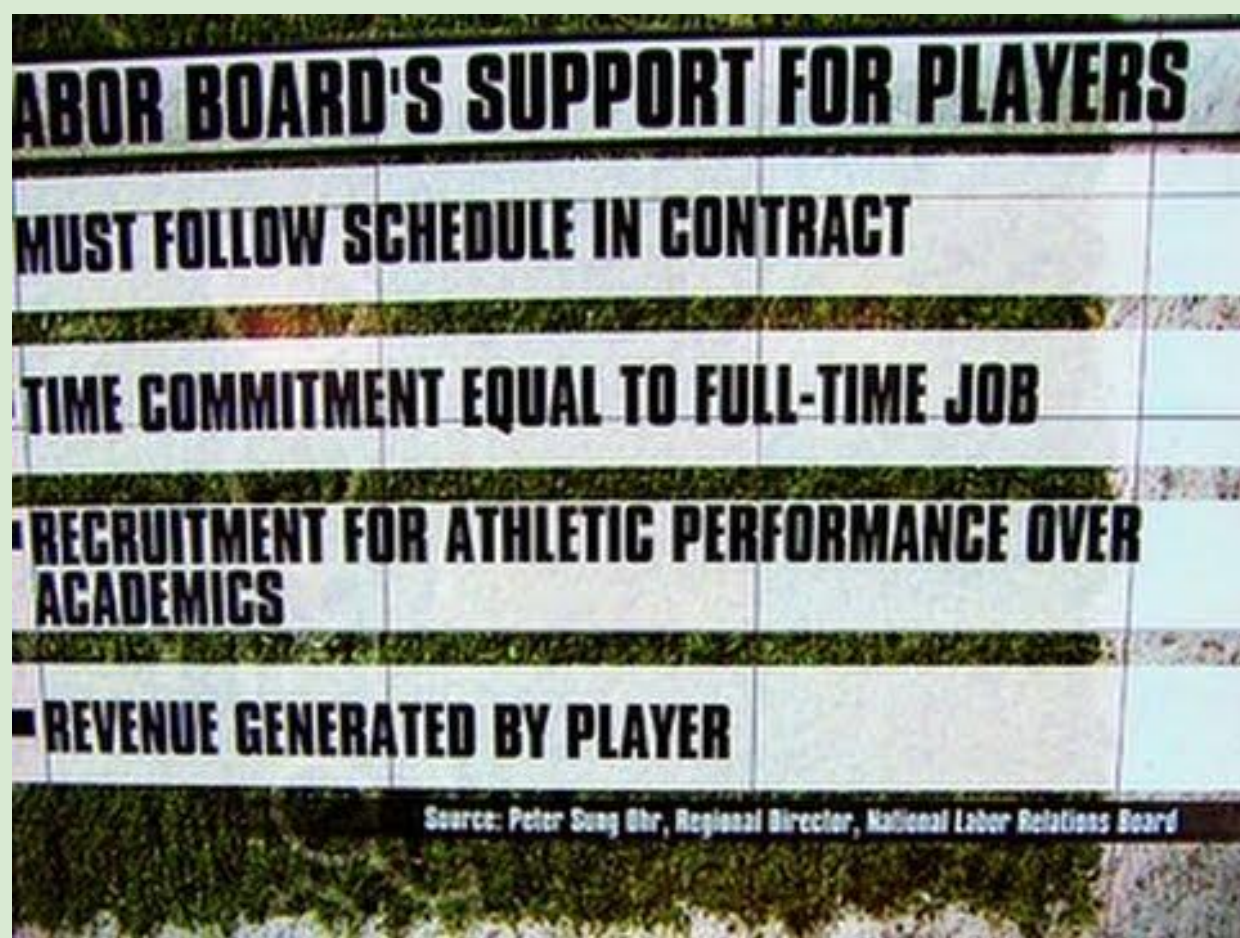 ABOR BOARD'S SUPPORT FOR PLAYERS
MUST FOLLOW SCHEDULE IN CONTRACT
TIME COMMITMENT EQUAL TO FULL-TIME JOB
RECRUITMENT FOR ATHLETIC PERFORMANCE OVER
ACADEMICS
REVENUE GENERATED BY PLAYER
Source: Peter Sung Ohr, Regional Director, National Labor Relations Board